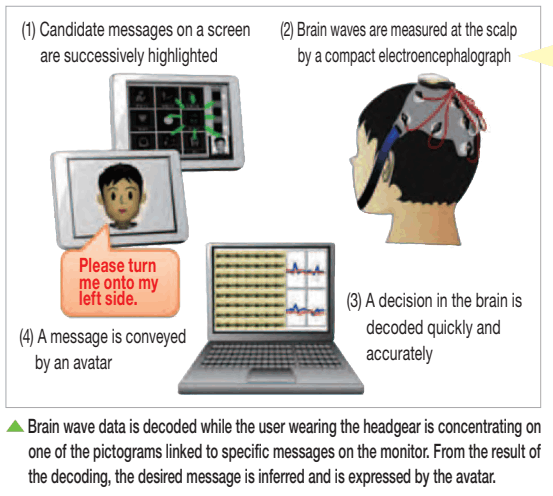 (1) Candidate messages on a screen
are successively highlighted
(2) Brain waves are measured at the scalp
by a compact electroencephalograph
Please turn
me onto my
left side.
(3) A decision in the brain is
decoded quickly and
accurately
(4) A message is conveyed
by an avatar
Brain wave data is decoded while the user wearing the headgear is concentrating on
one of the pictograms linked to specific messages on the monitor. From the result of
the decoding, the desired message is inferred and is expressed by the avatar.